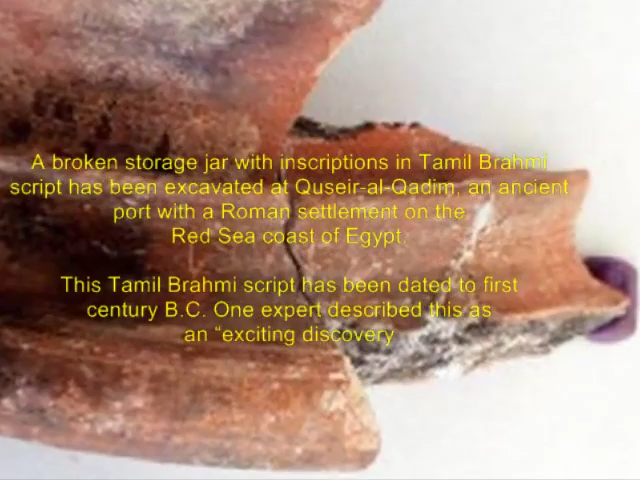 A broken storage jar with inscriptions in Tamil Brahmi
script has been excavated at Quseir-al-Qadim, an ancient
port with a Roman settlement on the
Red Sea coast of Egypt.
This Tamil Brahmi script has been dated to first
century B.C. One expert described this as
an “exciting discovery